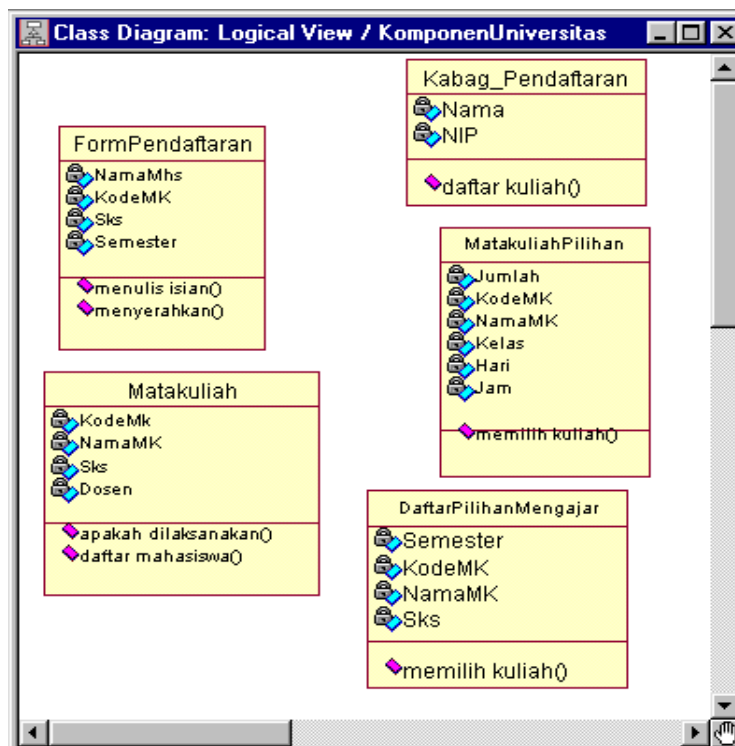 Class Diagram: Logical View / KomponenUniversitas
Kabag_Pendaftaran
Nama
NIP
daftar kuliah()
FormPendaftaran
NamaMhs
KodeMK
Sks
Semester
menulis isian()
menyerahkan()
MatakuliahPilihan
Jumlah
KodeMK
NamaMK
Kelas
Hari
Jam
memilih kuliah()
Matakuliah
KodeMk
NamaMK
Sks
Dosen
apakah dilaksanakan()
daftar mahasiswa()
DaftarPilihanMengajar
Semester
KodeMK
NamaMK
Sks
memilih kuliah()